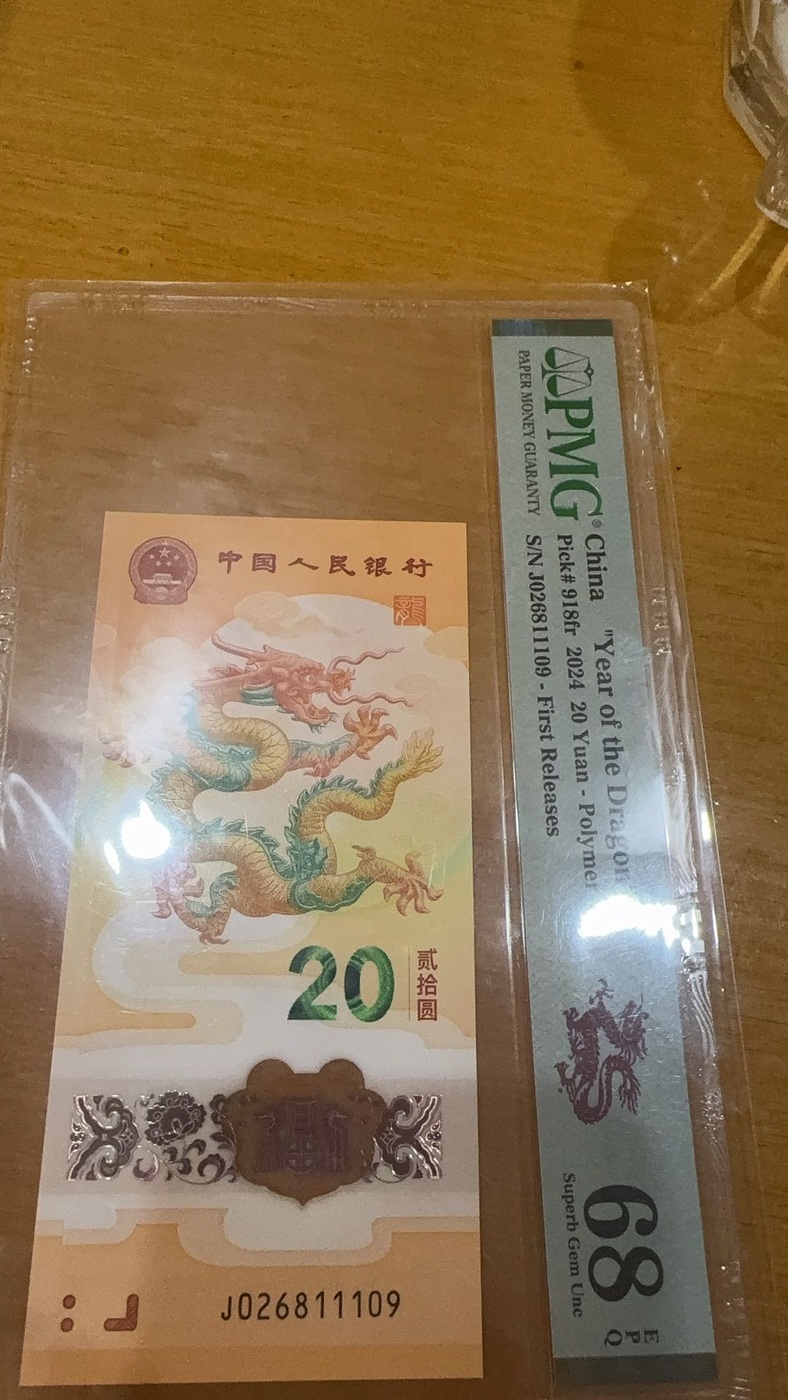 中国人民银行
龍
20
贰拾圆
J026811109
PMG®
PAPER MONEY GUARANTY
China "Year of the Dragon
Pick# 918fr 2024 20 Yuan - Polymer
S/N J026811109 - First Releases
68
Superb Gem Unc
E
P
Q